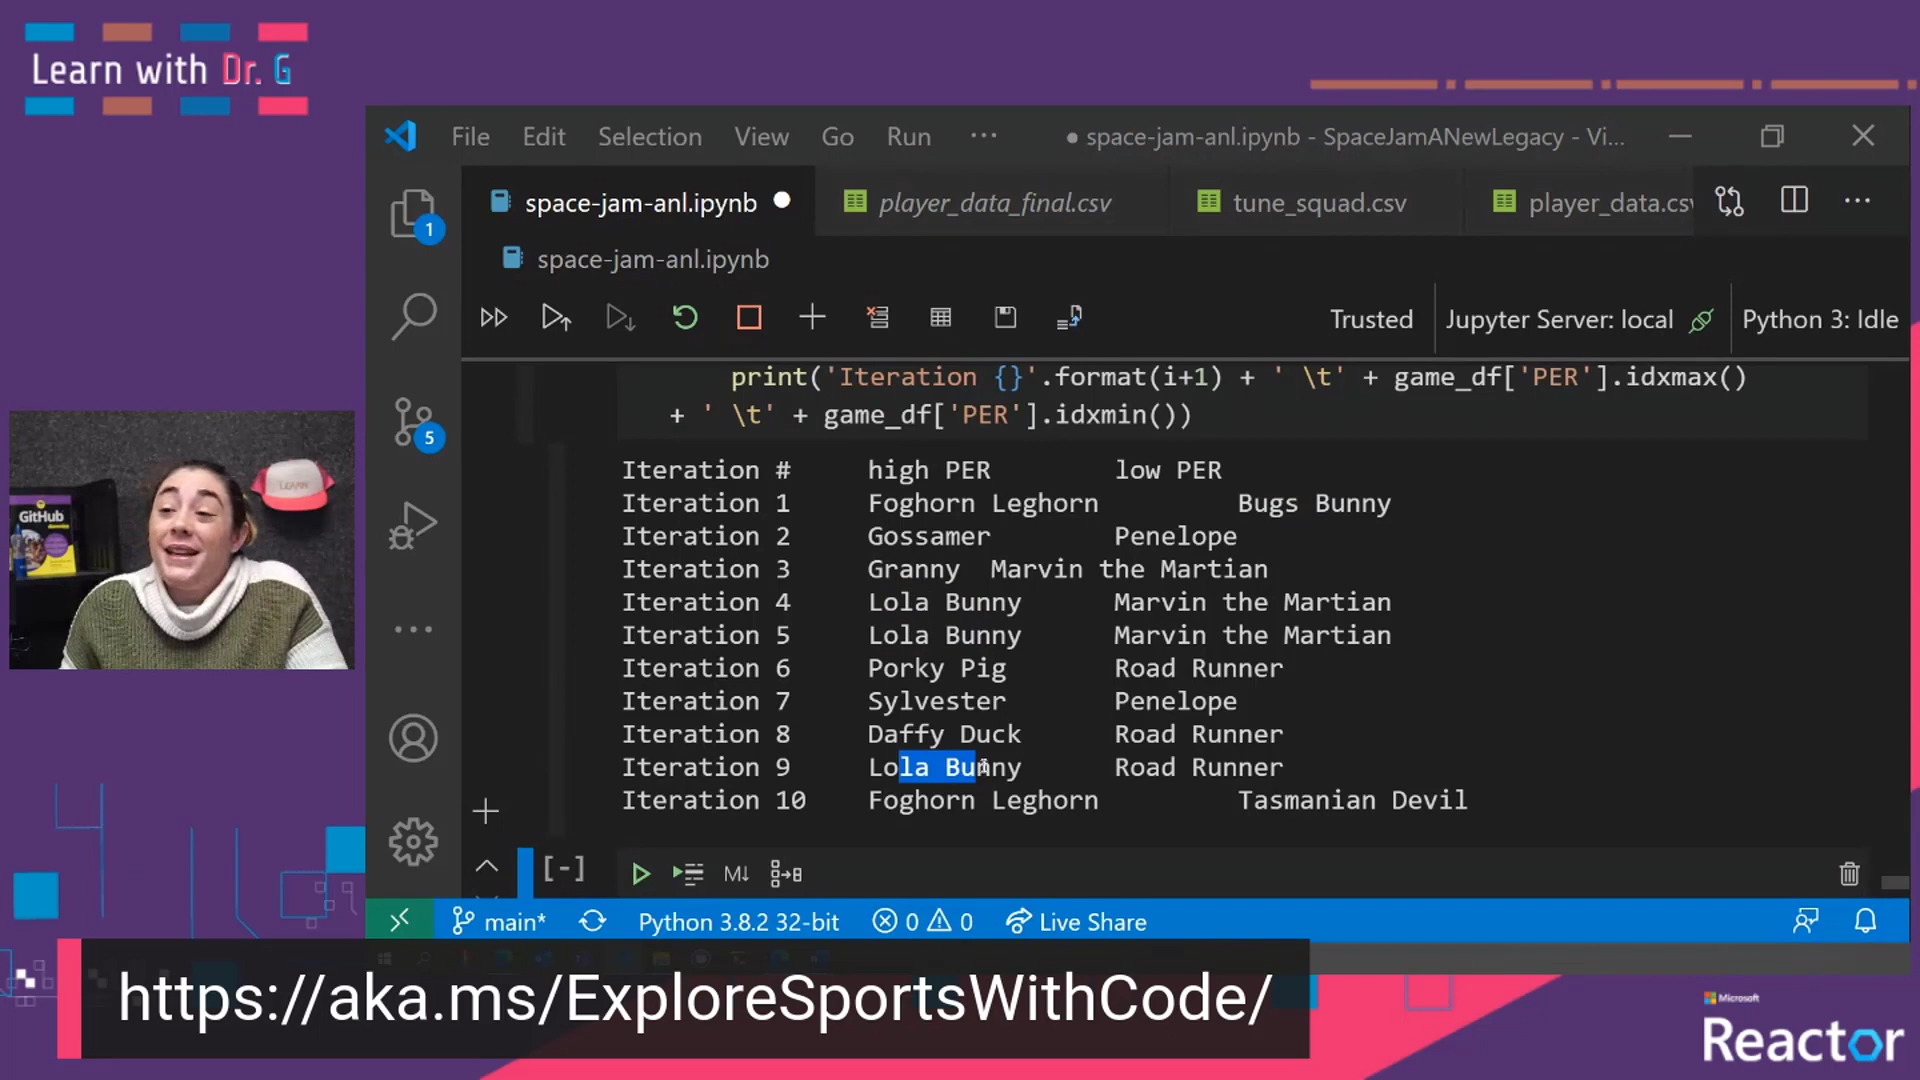 Learn with Dr. G
File Edit Selection View Go Run ··· ● space-jam-anl.ipynb - SpaceJamANewLegacy - Vi...
space-jam-anl.ipynb player_data_final.csv tune_squad.csv player_data.csv ···
1
space-jam-anl.ipynb
Trusted Jupyter Server: local Python 3: Idle
print('Iteration {}'.format(i+1) + ' \t' + game_df['PER'].idxmax()
+ ' \t' + game_df['PER'].idxmin())
5
Iteration # high PER low PER
Iteration 1 Foghorn Leghorn Bugs Bunny
Iteration 2 Gossamer Penelope
Iteration 3 Granny Marvin the Martian
Iteration 4 Lola Bunny Marvin the Martian
Iteration 5 Lola Bunny Marvin the Martian
Iteration 6 Porky Pig Road Runner
Iteration 7 Sylvester Penelope
Iteration 8 Daffy Duck Road Runner
Iteration 9 Lola Bunny Road Runner
Iteration 10 Foghorn Leghorn Tasmanian Devil
[-] M↓
main* Python 3.8.2 32-bit 0 0 Live Share
LEARN
GitHub
https://aka.ms/ExploreSportsWithCode/
Microsoft
Reactor